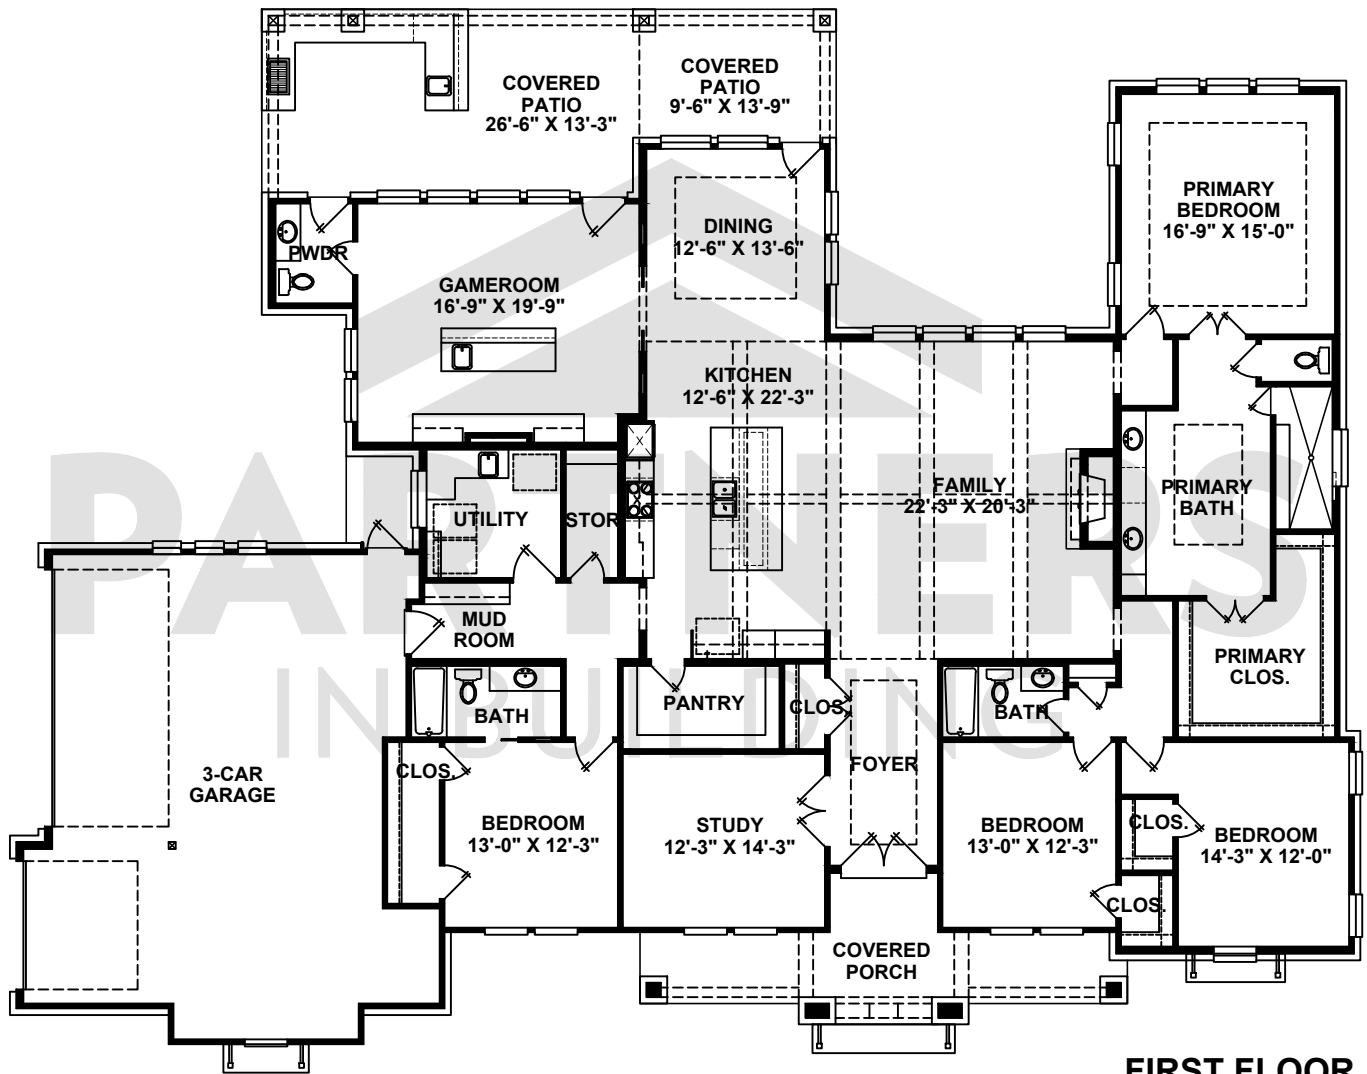 COVERED
PATIO
26'-6" X 13'-3"
COVERED
PATIO
9'-6" X 13'-9"
PRIMARY
BEDROOM
16'-9" X 15'-0"
DINING
12'-6" X 13'-6"
PWDR
GAMEROOM
16'-9" X 19'-9"
KITCHEN
12'-6" X 22'-3"
FAMILY
22'-3" X 20'-3"
PRIMARY
BATH
UTILITY
STOR
PARTNERS
IN BUILDING
MUD
ROOM
PRIMARY
CLOS.
PANTRY
CLOS.
BATH
BATH
FOYER
3-CAR
GARAGE
CLOS.
BEDROOM
13'-0" X 12'-3"
STUDY
12'-3" X 14'-3"
BEDROOM
13'-0" X 12'-3"
CLOS.
BEDROOM
14'-3" X 12'-0"
CLOS.
COVERED
PORCH
FIRST FLOOR